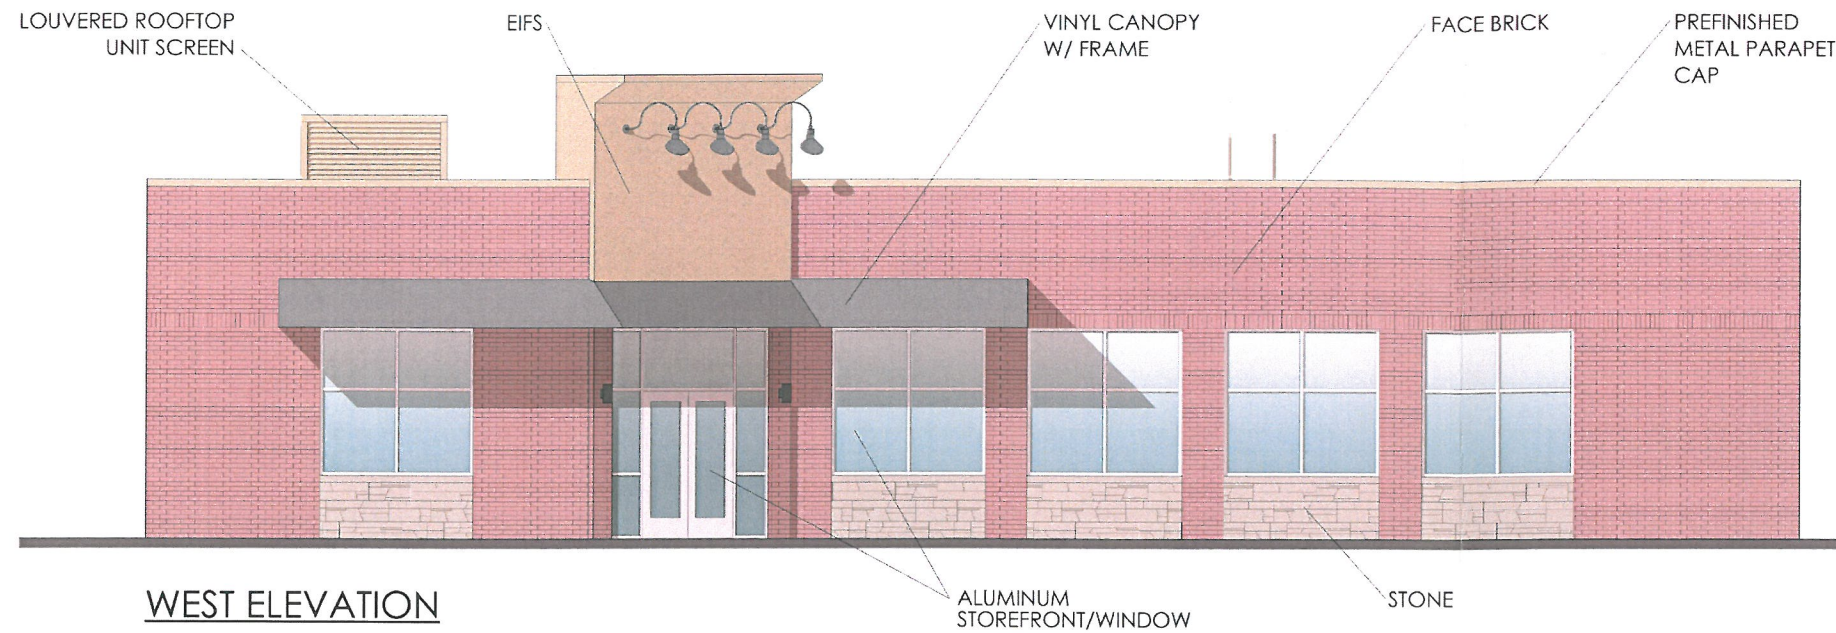 LOUVERED ROOFTOP
UNIT SCREEN
EIFS
VINYL CANOPY
W/ FRAME
FACE BRICK
PREFINISHED
METAL PARAPET
CAP
WEST ELEVATION
ALUMINUM
STOREFRONT/WINDOW
STONE